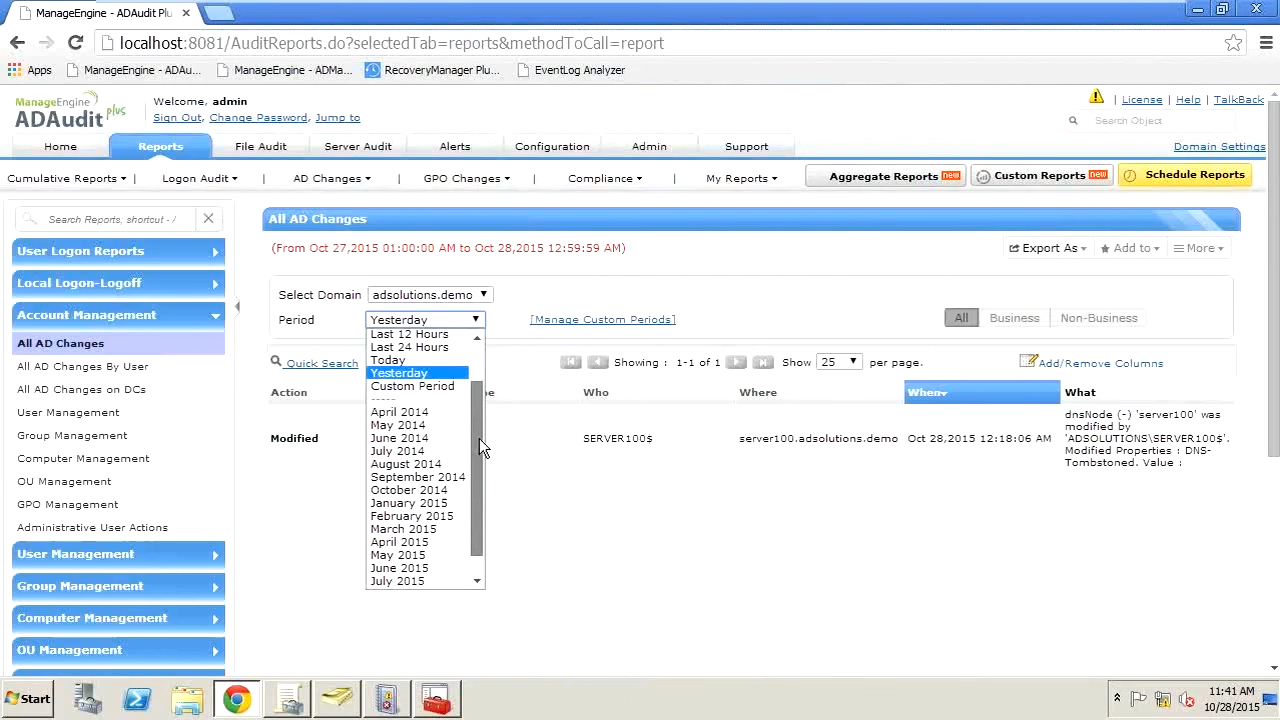 ManageEngine - ADAudit Plu
localhost:8081/AuditReports.do?selectedTab=reports&methodToCall=report
Apps ManageEngine - ADAu... ManageEngine - ADMa... RecoveryManager Plu... EventLog Analyzer
ManageEngine
ADAudit plus
Welcome, admin
Sign Out, Change Password, Jump to
License | Help | TalkBack
Search Object
Home Reports File Audit Server Audit Alerts Configuration Admin Support
Domain Settings
Cumulative Reports | Logon Audit | AD Changes | GPO Changes | Compliance | My Reports
Aggregate Reports new
Custom Reports new
Schedule Reports
Search Reports, shortcut - /
User Logon Reports
Local Logon-Logoff
Account Management
All AD Changes
All AD Changes By User
All AD Changes on DCs
User Management
Group Management
Computer Management
OU Management
GPO Management
Administrative User Actions
User Management
Group Management
Computer Management
OU Management
All AD Changes
(From Oct 27,2015 01:00:00 AM to Oct 28,2015 12:59:59 AM)
Export As Add to More
Select Domain adsolutions.demo
Period Yesterday [Manage Custom Periods]
All Business Non-Business
Last 12 Hours
Last 24 Hours
Today
Yesterday
Custom Period
-----
April 2014
May 2014
June 2014
July 2014
August 2014
September 2014
October 2014
January 2015
February 2015
March 2015
April 2015
May 2015
June 2015
July 2015
Quick Search Showing : 1-1 of 1 Show 25 per page. Add/Remove Columns
Action Who Where When What
Modified SERVER100$ server100.adsolutions.demo Oct 28,2015 12:18:06 AM
dnsNode (-) 'server100' was
modified by
'ADSOLUTIONS\SERVER100$'.
Modified Properties : DNS-
Tombstoned. Value :
Start
11:41 AM
10/28/2015